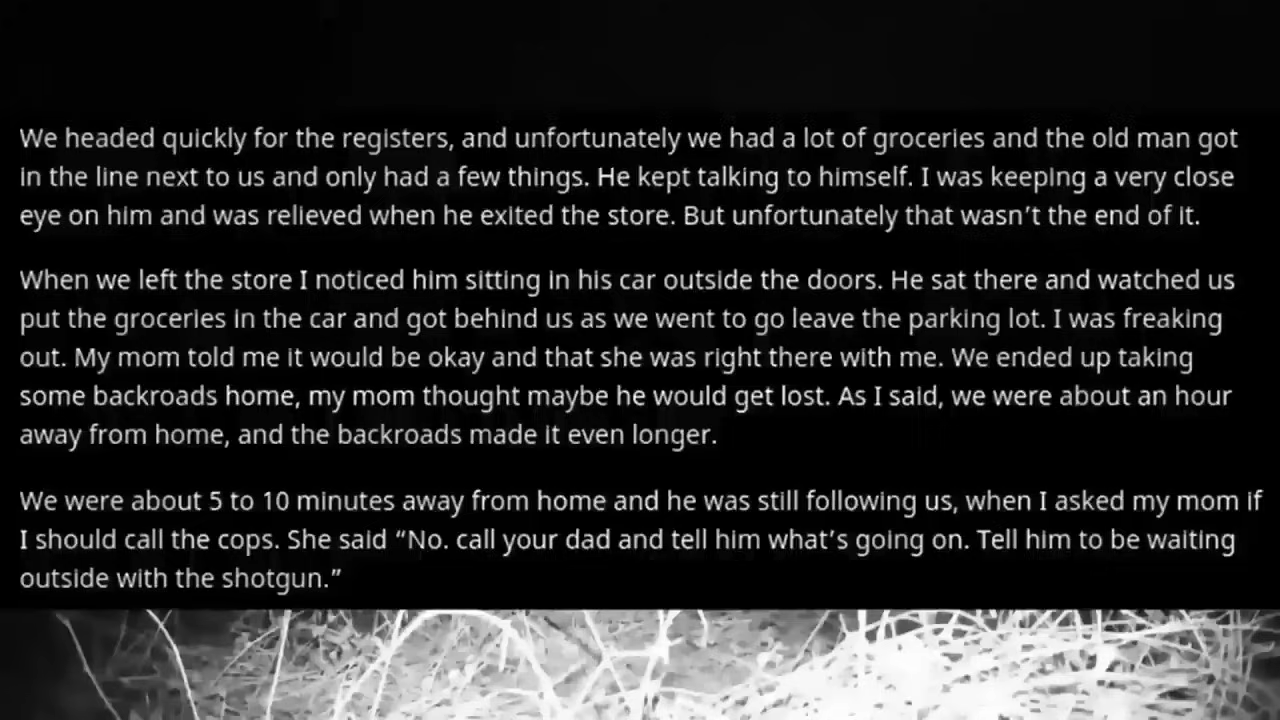 We headed quickly for the registers, and unfortunately we had a lot of groceries and the old man got
in the line next to us and only had a few things. He kept talking to himself. I was keeping a very close
eye on him and was relieved when he exited the store. But unfortunately that wasn’t the end of it.
When we left the store I noticed him sitting in his car outside the doors. He sat there and watched us
put the groceries in the car and got behind us as we went to go leave the parking lot. I was freaking
out. My mom told me it would be okay and that she was right there with me. We ended up taking
some backroads home, my mom thought maybe he would get lost. As I said, we were about an hour
away from home, and the backroads made it even longer.
We were about 5 to 10 minutes away from home and he was still following us, when I asked my mom if
I should call the cops. She said “No. call your dad and tell him what’s going on. Tell him to be waiting
outside with the shotgun.”